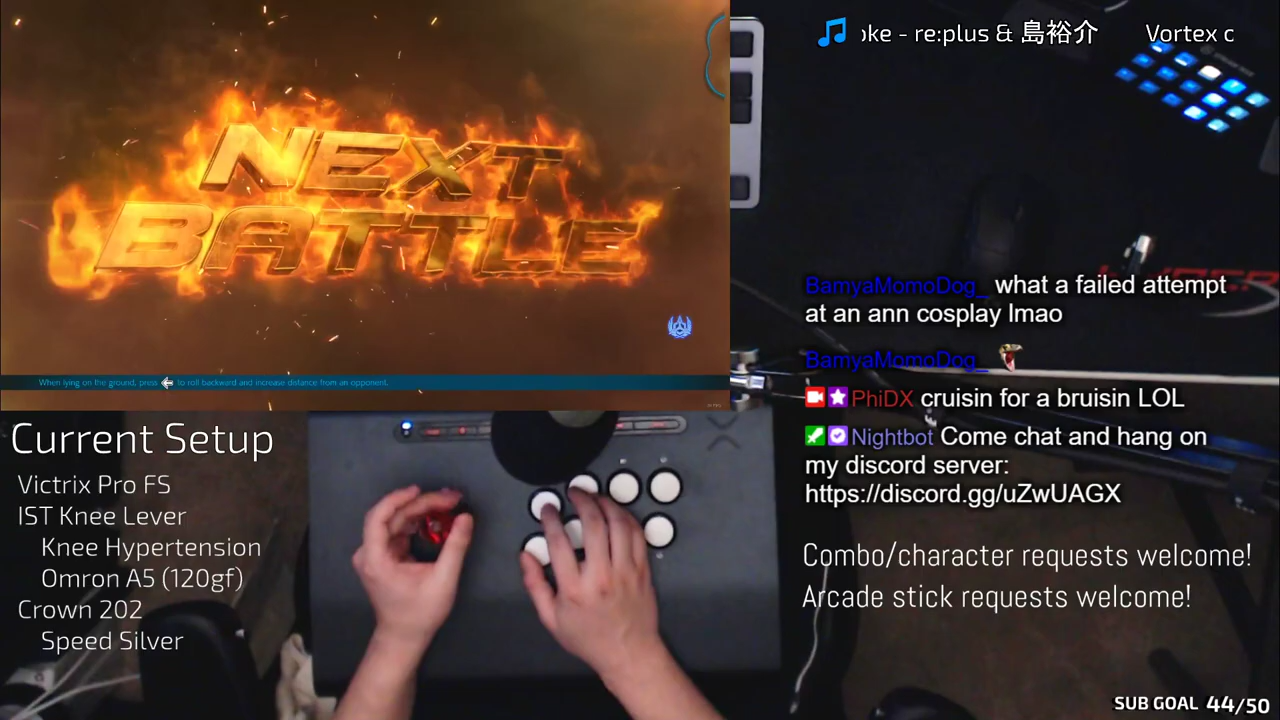 oke - re:plus & 島裕介 Vortex c
NEXT
BATTLE
When lying on the ground, press to roll backward and increase distance from an opponent.
BamyaMomoDog_ what a failed attempt
at an ann cosplay lmao
BamyaMomoDog_
PhiDX cruisin for a bruisin LOL
Nightbot Come chat and hang on
my discord server:
https://discord.gg/uZwUAGX
Current Setup
Victrix Pro FS
IST Knee Lever
Knee Hypertension
Omron A5 (120gf)
Crown 202
Speed Silver
Combo/character requests welcome!
Arcade stick requests welcome!
SUB GOAL 44/50